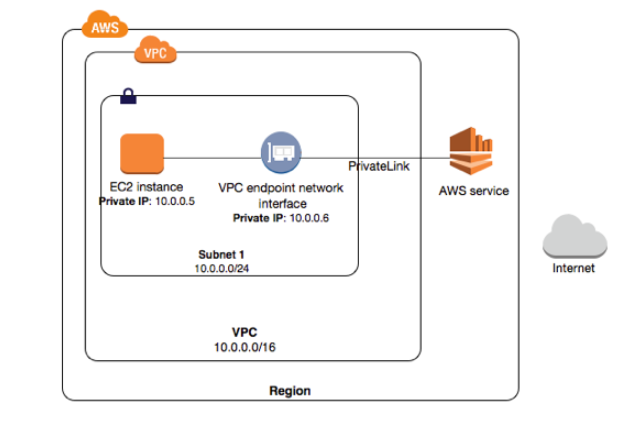 AWS
VPC
EC2 instance
Private IP: 10.0.0.5
VPC endpoint network
interface
Private IP: 10.0.0.6
PrivateLink
AWS service
Subnet 1
10.0.0.0/24
Internet
VPC
10.0.0.0/16
Region